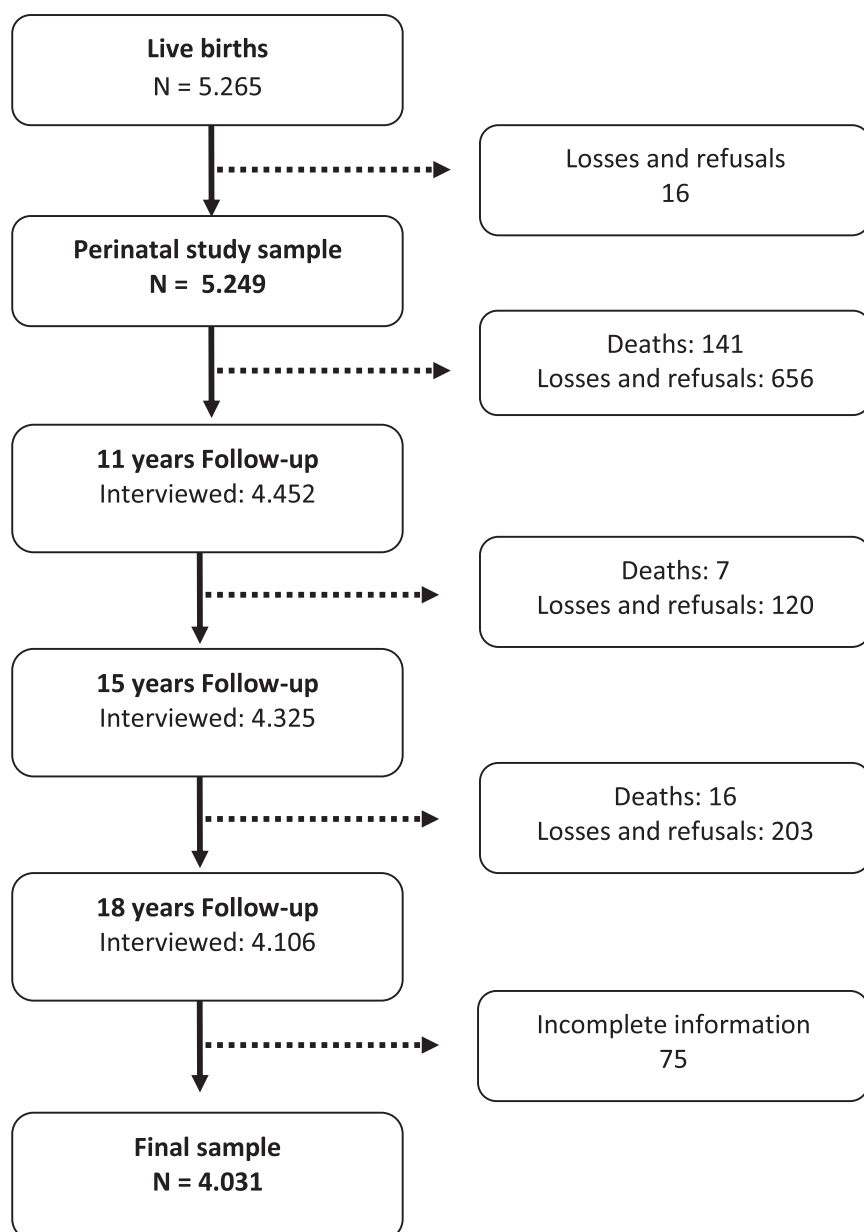 Live births
N = 5.265
Losses and refusals
16
Perinatal study sample
N = 5.249
Deaths: 141
Losses and refusals: 656
11 years Follow-up
Interviewed: 4.452
Deaths: 7
Losses and refusals: 120
15 years Follow-up
Interviewed: 4.325
Deaths: 16
Losses and refusals: 203
18 years Follow-up
Interviewed: 4.106
Incomplete information
75
Final sample
N = 4.031